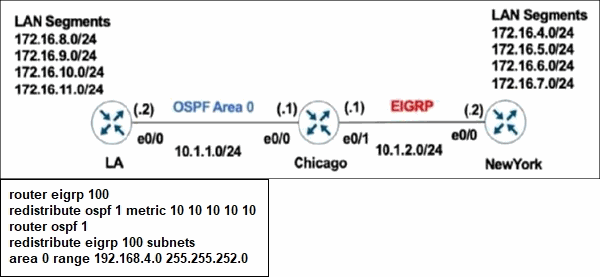 LAN Segments
172.16.8.0/24
172.16.9.0/24
172.16.10.0/24
172.16.11.0/24
LAN Segments
172.16.4.0/24
172.16.5.0/24
172.16.6.0/24
172.16.7.0/24
(.2) OSPF Area 0 (.1) (.1) EIGRP (.2)
e0/0 e0/0 e0/1 e0/0
10.1.1.0/24 10.1.2.0/24
LA Chicago NewYork
router eigrp 100
redistribute ospf 1 metric 10 10 10 10 10
router ospf 1
redistribute eigrp 100 subnets
area 0 range 192.168.4.0 255.255.252.0